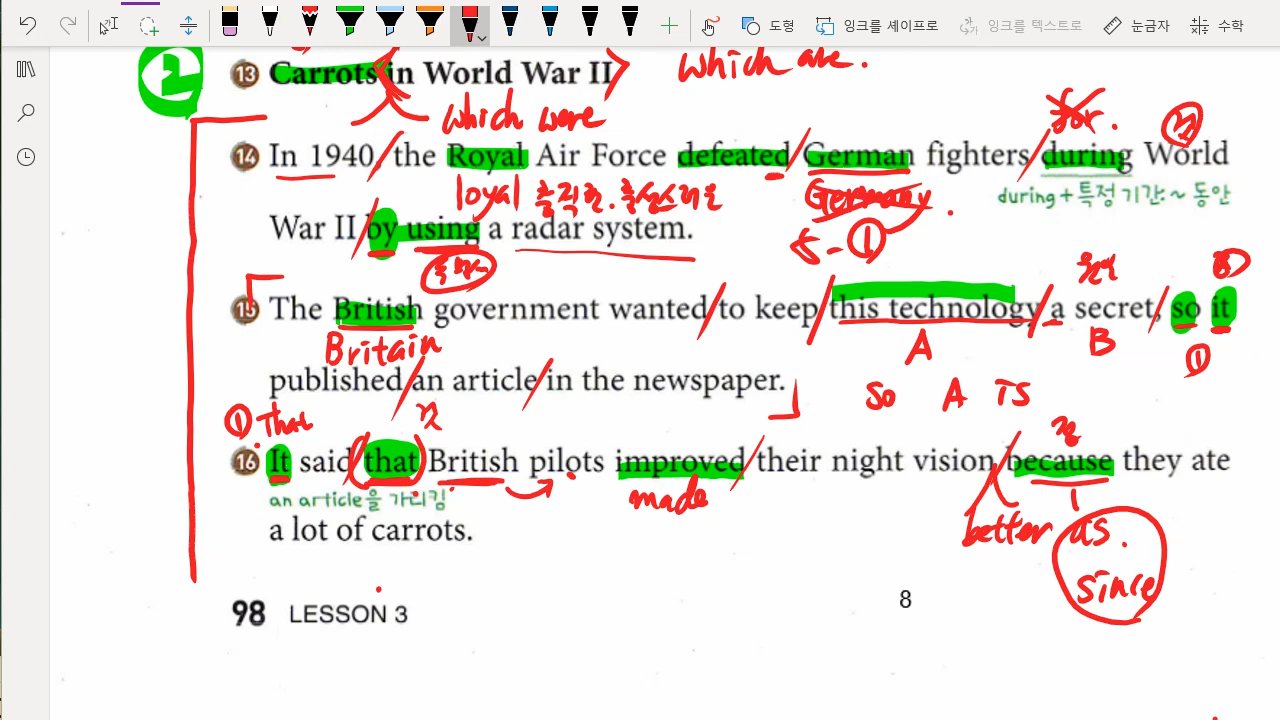 도형 잉크를 셰이프로 잉크를 텍스트로 눈금자 수학
2 ⑬ Carrots in World War II which are.
which were for.
⑭ In 1940, the Royal Air Force defeated German fighters during World
loyal 충직한. 충실스러운 Germany. during + 특정 기간: ~ 동안
War II by using a radar system. ①
⑮ The British government wanted to keep this technology a secret, so it
Britain A B ①
published an article in the newspaper. so A is
① That
⑯ It said that British pilots improved their night vision because they ate
an article을 가리킴 made
a lot of carrots. better as.
since
98 LESSON 3 8